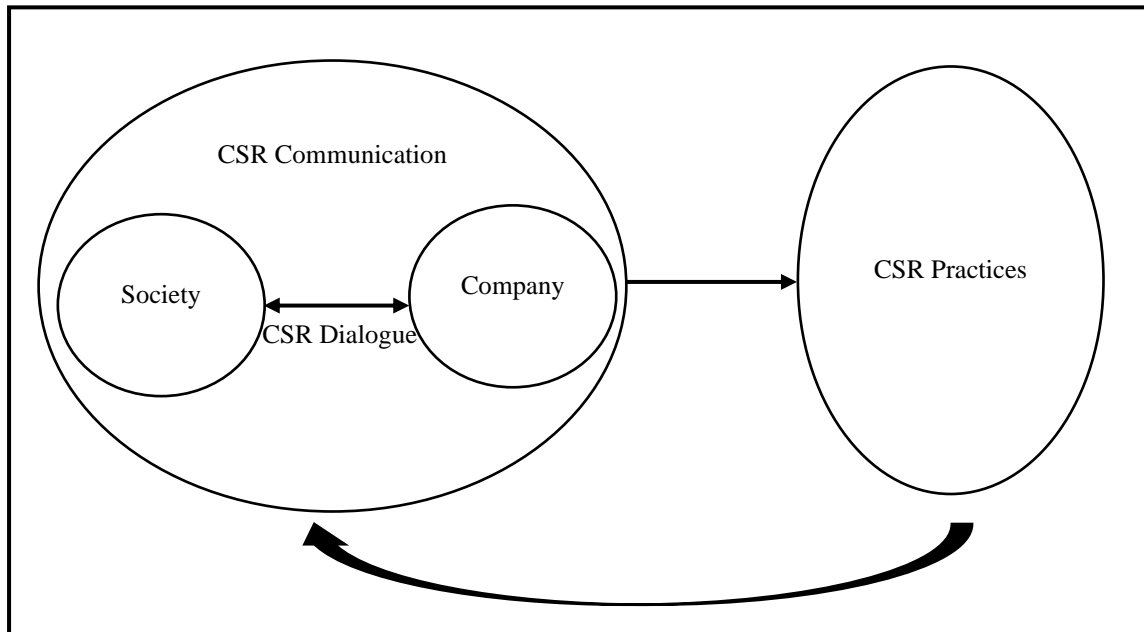 CSR Communication
Society
Company
CSR Dialogue
CSR Practices